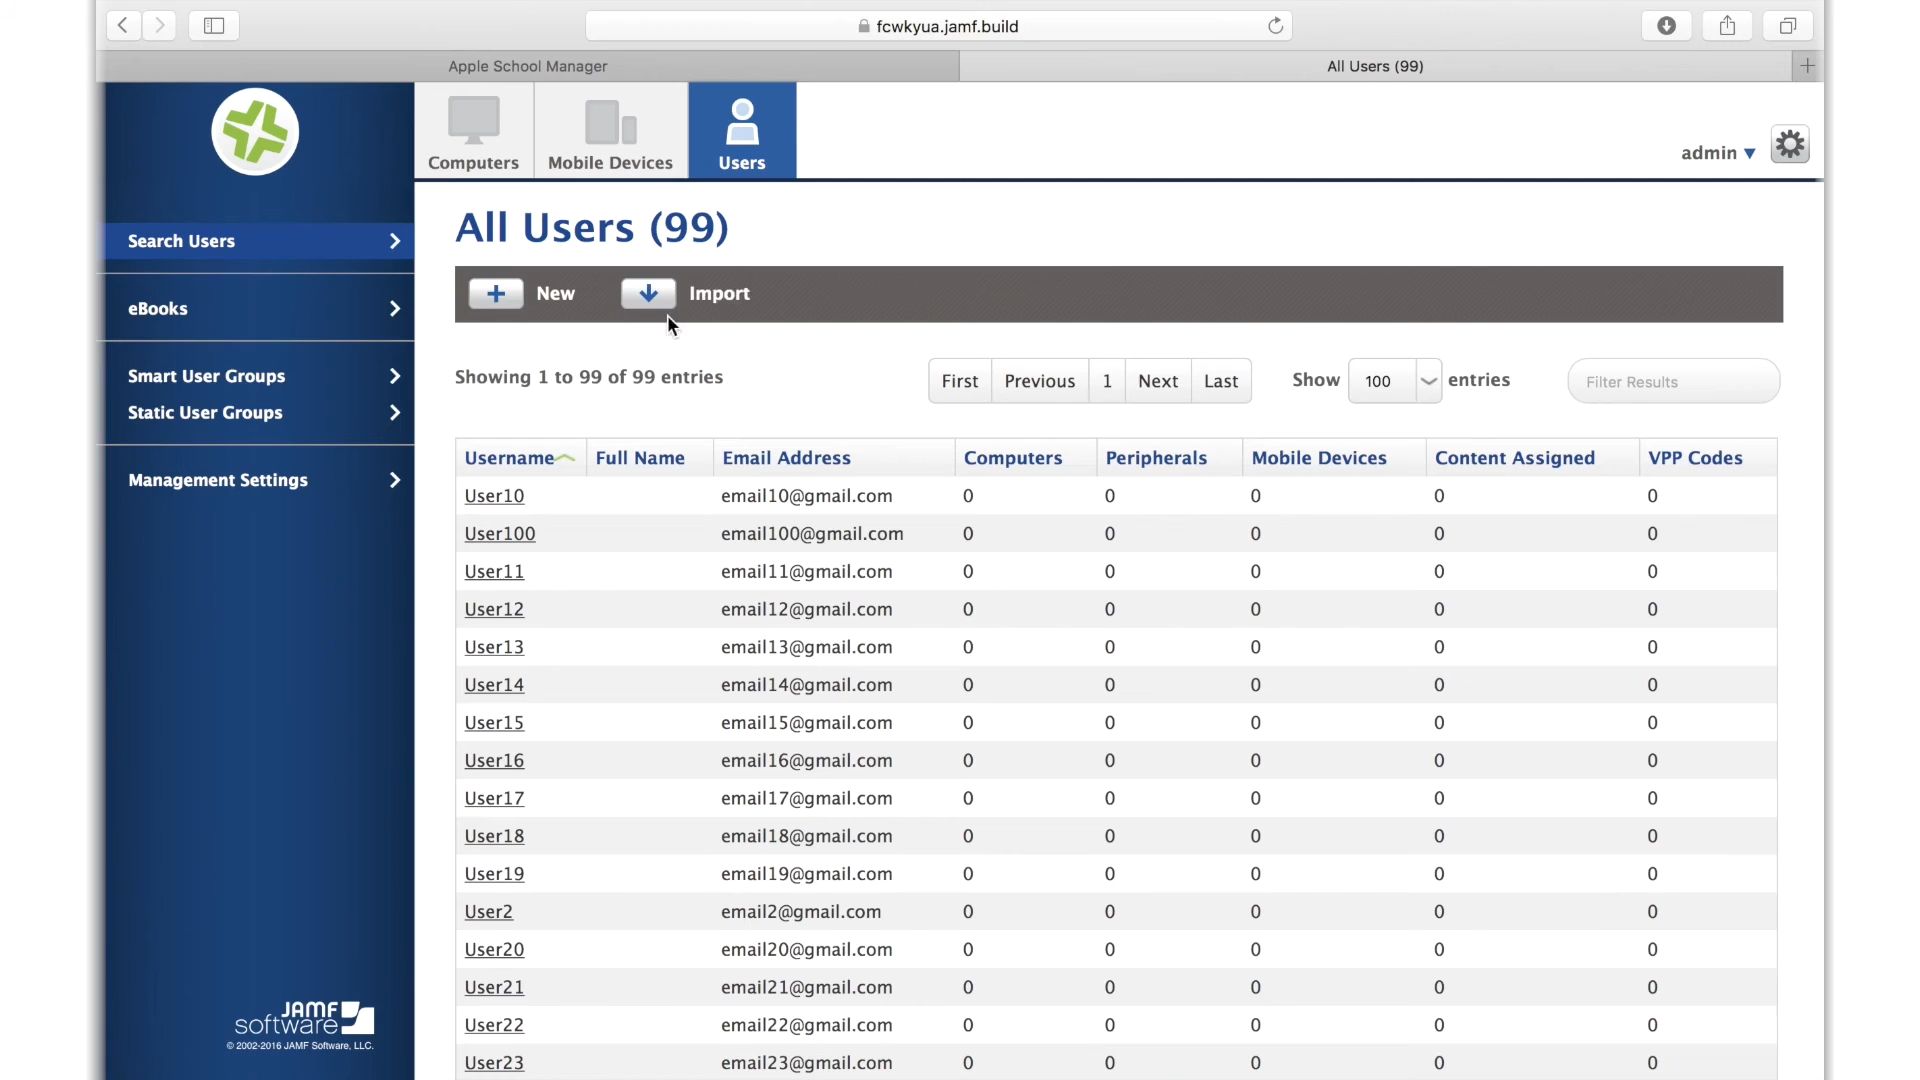 fcwkyua.jamf.build
Apple School Manager
All Users (99)
Computers
Mobile Devices
Users
admin ▼
Search Users
eBooks
Smart User Groups
Static User Groups
Management Settings
All Users (99)
New
Import
Showing 1 to 99 of 99 entries
First Previous 1 Next Last
Show 100 entries
Filter Results
Username Full Name Email Address Computers Peripherals Mobile Devices Content Assigned VPP Codes
User10 email10@gmail.com 0 0 0 0 0
User100 email100@gmail.com 0 0 0 0 0
User11 email11@gmail.com 0 0 0 0 0
User12 email12@gmail.com 0 0 0 0 0
User13 email13@gmail.com 0 0 0 0 0
User14 email14@gmail.com 0 0 0 0 0
User15 email15@gmail.com 0 0 0 0 0
User16 email16@gmail.com 0 0 0 0 0
User17 email17@gmail.com 0 0 0 0 0
User18 email18@gmail.com 0 0 0 0 0
User19 email19@gmail.com 0 0 0 0 0
User2 email2@gmail.com 0 0 0 0 0
User20 email20@gmail.com 0 0 0 0 0
User21 email21@gmail.com 0 0 0 0 0
User22 email22@gmail.com 0 0 0 0 0
User23 email23@gmail.com 0 0 0 0 0
JAMF
software
© 2002-2016 JAMF Software, LLC.